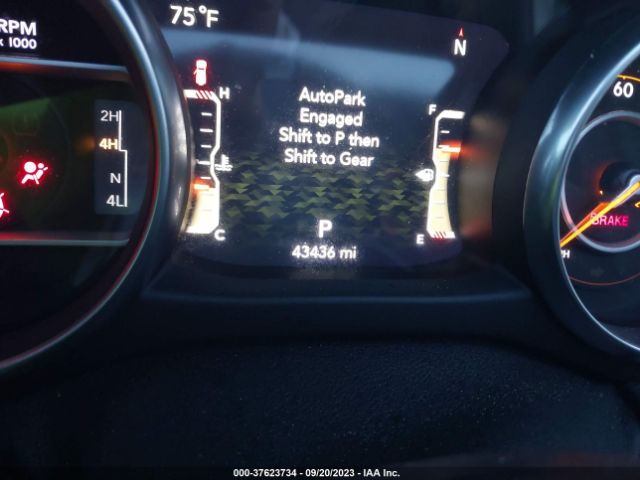 RPM
x 1000
75 °F
N
H
F
AutoPark
Engaged
Shift to P then
Shift to Gear
2H
4H
N
4L
C
E
P
43436 mi
60
BRAKE
000-37623734 - 09/20/2023 - IAA Inc.